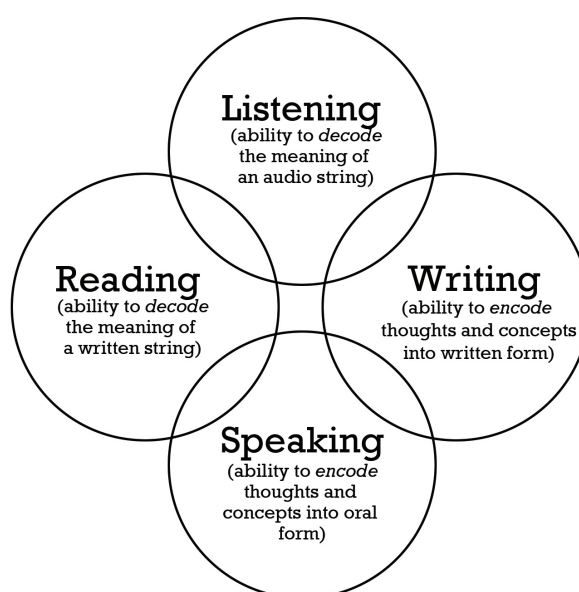 Listening
(ability to decode
the meaning of
an audio string)
Reading
(ability to decode
the meaning of
a written string)
Writing
(ability to encode
thoughts and concepts
into written form)
Speaking
(ability to encode
thoughts and
concepts into oral
form)